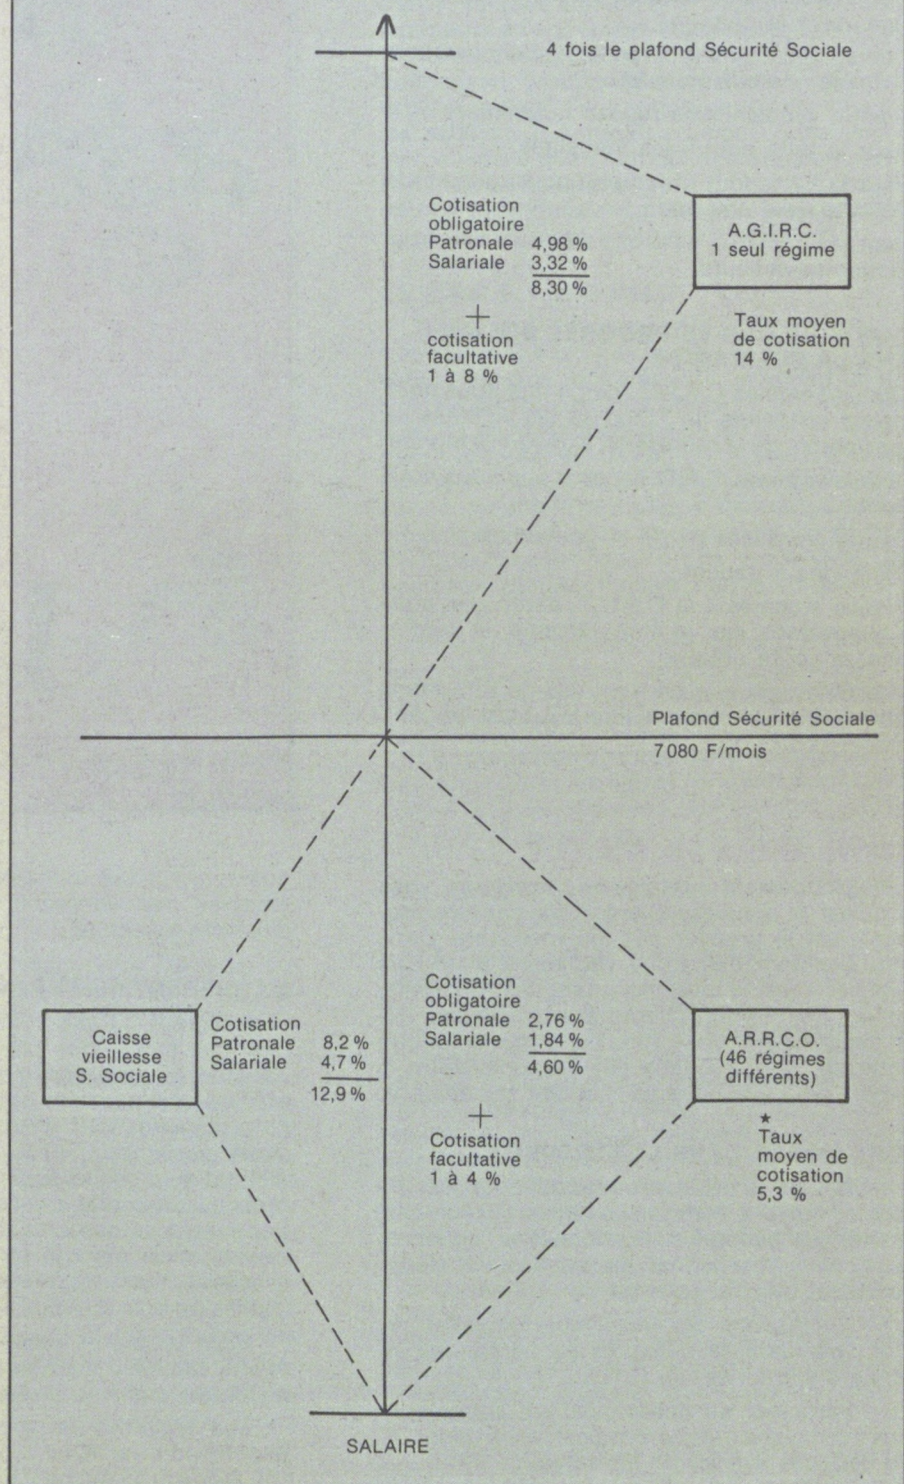 4 fois le plafond Sécurité Sociale
Cotisation
obligatoire
Patronale 4,98 %
Salariale 3,32 %
8,30 %
+
cotisation
facultative
1 à 8 %
A.G.I.R.C.
1 seul régime
Taux moyen
de cotisation
14 %
Plafond Sécurité Sociale
7 080 F/mois
Caisse
vieillesse
S. Sociale
Cotisation
Patronale 8,2 %
Salariale 4,7 %
12,9 %
Cotisation
obligatoire
Patronale 2,76 %
Salariale 1,84 %
4,60 %
+
Cotisation
facultative
1 à 4 %
A.R.R.C.O.
(46 régimes
différents)
★
Taux
moyen de
cotisation
5,3 %
SALAIRE